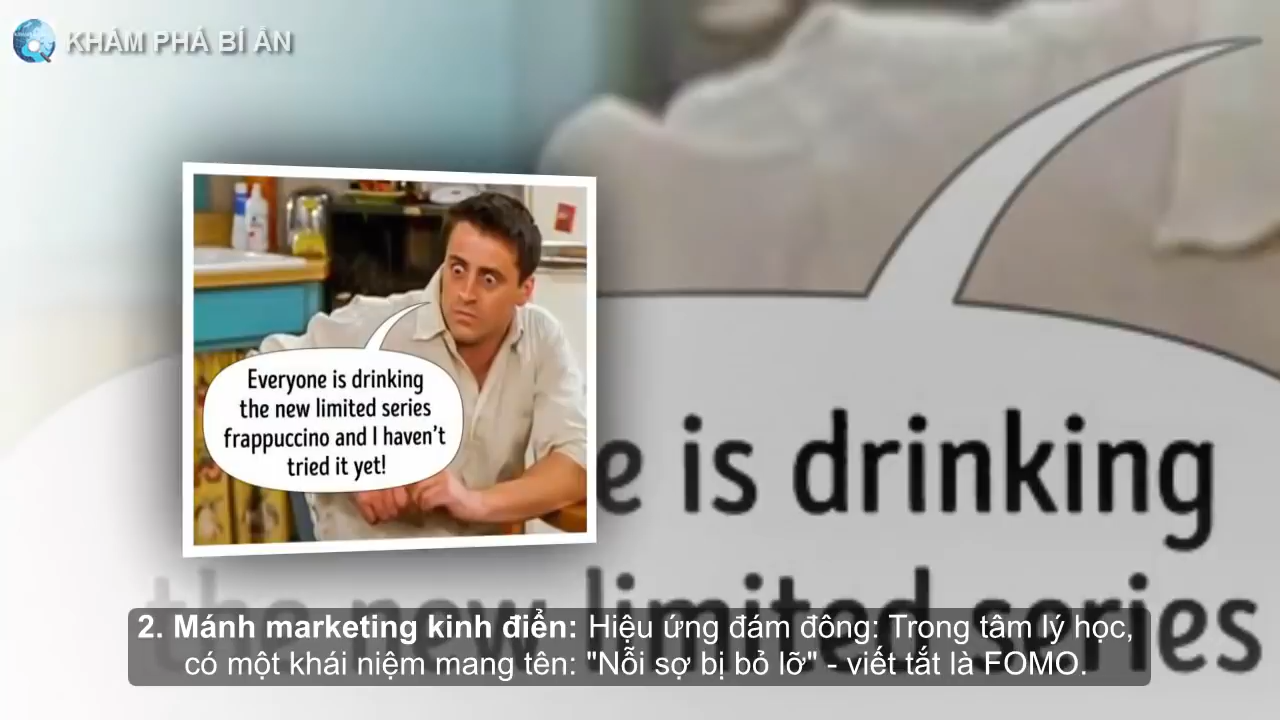 KHÁM PHÁ BÍ ẨN
Everyone is drinking
the new limited series
frappuccino and I haven't
tried it yet!
e is drinking
the new limited series
2. Mánh marketing kinh điển: Hiệu ứng đám đông: Trong tâm lý học,
có một khái niệm mang tên: "Nỗi sợ bị bỏ lỡ" - viết tắt là FOMO.